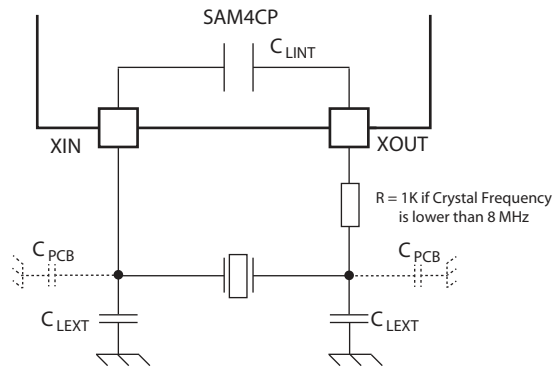 SAM4CP
C LINT
XIN
XOUT
R = 1K if Crystal Frequency
is lower than 8 MHz
C PCB
C PCB
C LEXT
C LEXT